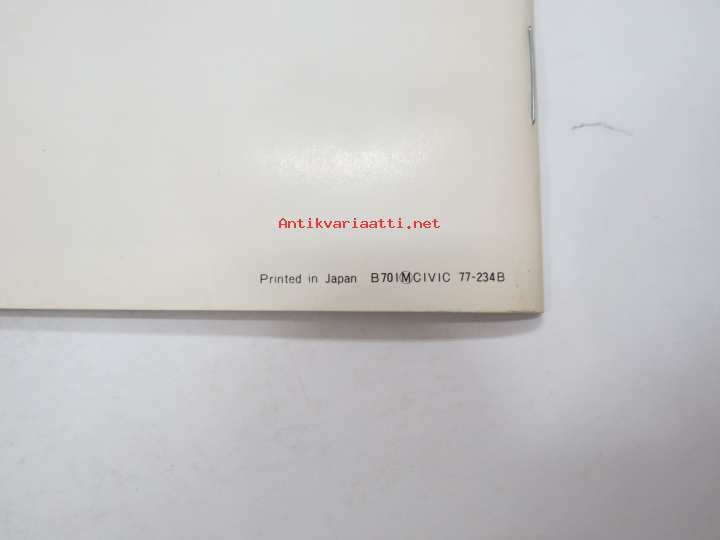 Antikvariaatti.net
Printed in Japan B701ⓂCIVIC 77-234B